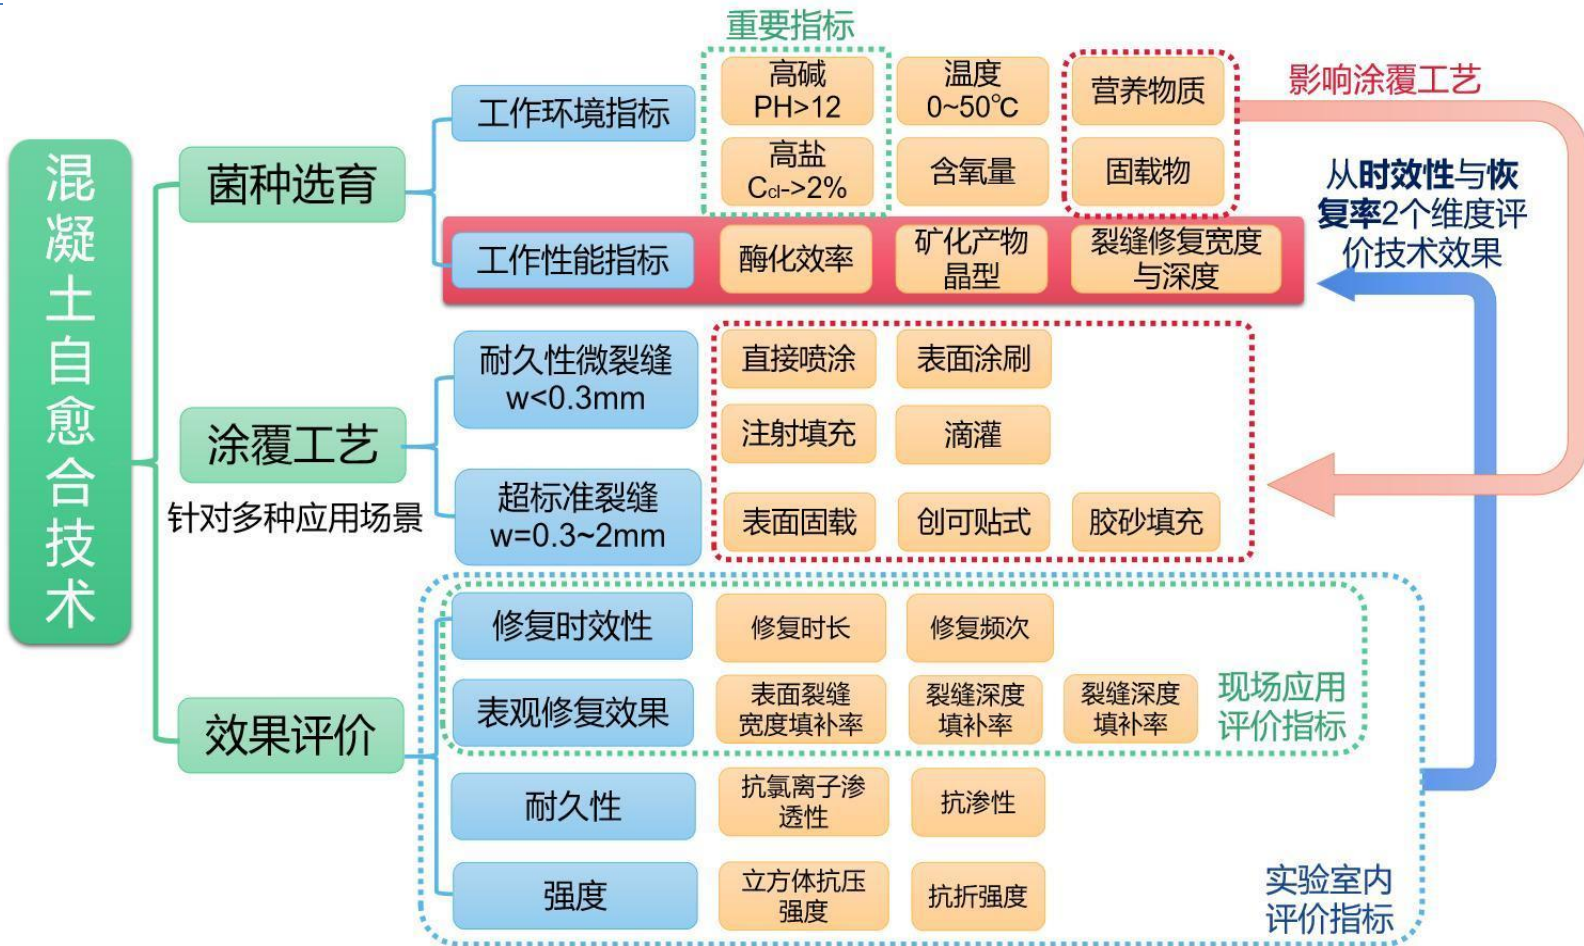 重要指标
混凝土自愈合技术
菌种选育
工作环境指标
高碱
PH>12
温度
0~50℃
营养物质
影响涂覆工艺
高盐
Ccl->2%
含氧量
固载物
从时效性与恢
复率2个维度评
价技术效果
工作性能指标
酶化效率
矿化产物
晶型
裂缝修复宽度
与深度
涂覆工艺
针对多种应用场景
耐久性微裂缝
w<0.3mm
直接喷涂
表面涂刷
注射填充
滴灌
超标准裂缝
w=0.3~2mm
表面固载
创可贴式
胶砂填充
效果评价
修复时效性
修复时长
修复频次
表观修复效果
表面裂缝
宽度填补率
裂缝深度
填补率
裂缝深度
填补率
现场应用
评价指标
耐久性
抗氯离子渗
透性
抗渗性
强度
立方体抗压
强度
抗折强度
实验室内
评价指标